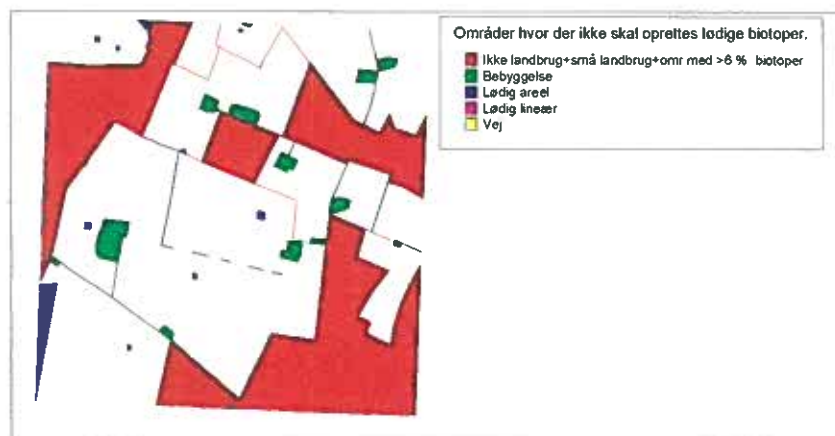 Områder hvor der ikke skal oprettes lødige biotoper.
Ikke landbrug+små landbrug+omr med >6 % biotoper
Bebyggelse
Lødig areel
Lødig lineær
Vej